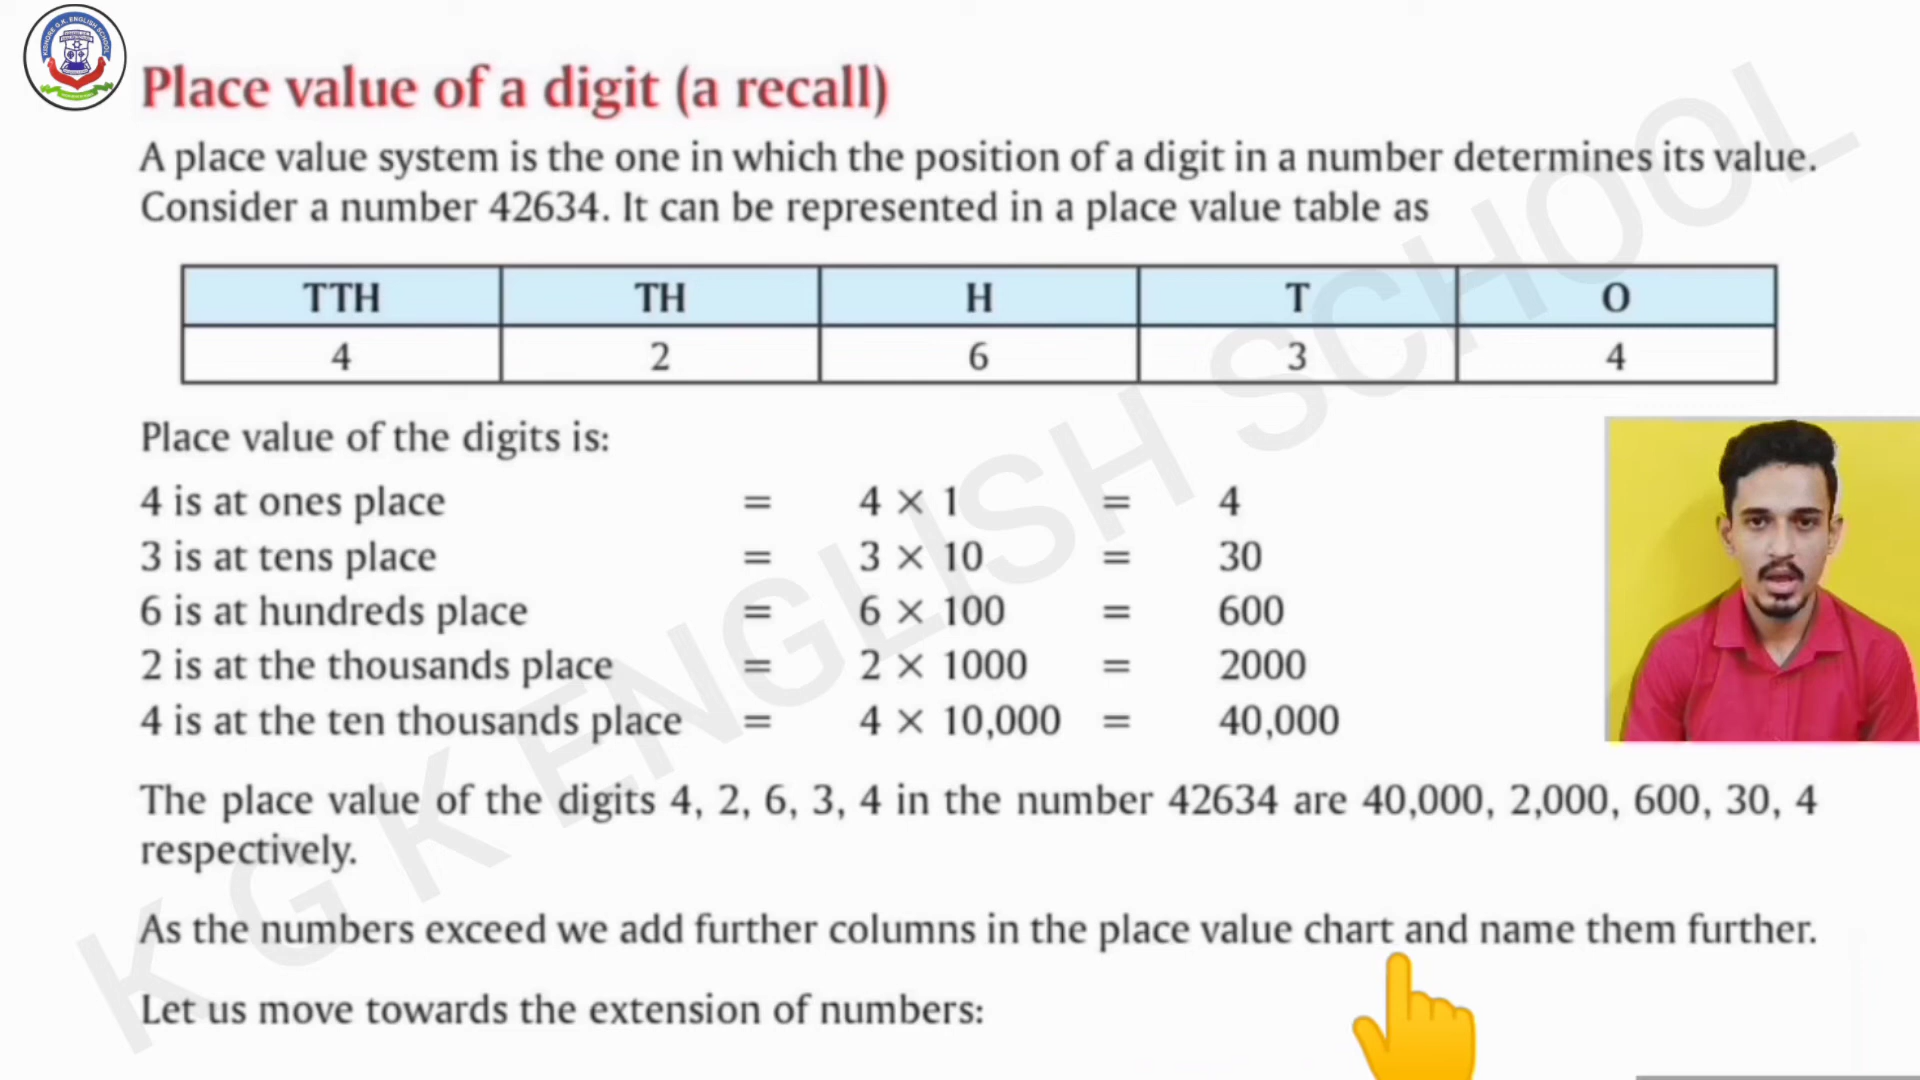 KISHORE G.K. ENGLISH SCHOOL
Place value of a digit (a recall)
A place value system is the one in which the position of a digit in a number determines its value.
Consider a number 42634. It can be represented in a place value table as
TTH TH H T O
4 2 6 3 4
Place value of the digits is:
4 is at ones place = 4 × 1 = 4
3 is at tens place = 3 × 10 = 30
6 is at hundreds place = 6 × 100 = 600
2 is at the thousands place = 2 × 1000 = 2000
4 is at the ten thousands place = 4 × 10,000 = 40,000
The place value of the digits 4, 2, 6, 3, 4 in the number 42634 are 40,000, 2,000, 600, 30, 4
respectively.
As the numbers exceed we add further columns in the place value chart and name them further.
Let us move towards the extension of numbers:
K G K ENGLISH SCHOOL